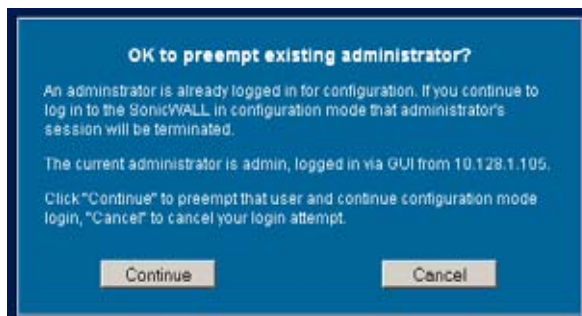 OK to preempt existing administrator?
An adminstrator is already logged in for configuration. If you continue to
log in to the SonicWALL in configuration mode that administrator's
session will be terminated.
The current administrator is admin, logged in via GUI from 10.128.1.105.
Click "Continue" to preempt that user and continue configuration mode
login, "Cancel" to cancel your login attempt.
Continue
Cancel